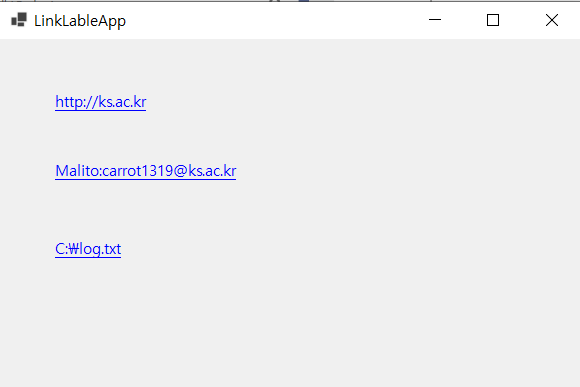 LinkLableApp
http://ks.ac.kr
Malito:carrot1319@ks.ac.kr
C:₩log.txt